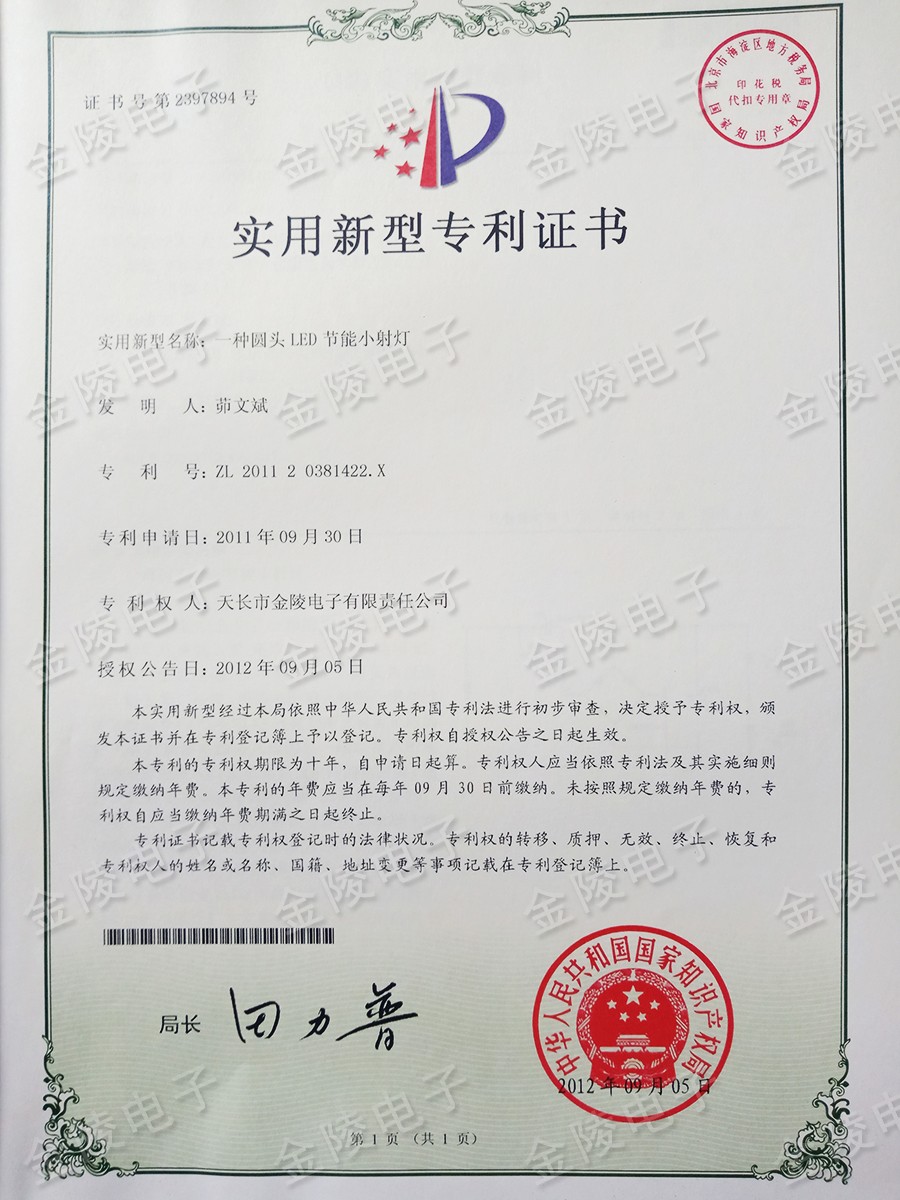 证书号第2397894号
北京市海淀区地方税务局
印花税
代扣专用章
国家知识产权局
实用新型专利证书
实用新型名称：一种圆头LED节能小射灯
发明人：茆文斌
专利号：ZL 2011 2 0381422.X
专利申请日：2011年09月30日
专利权人：天长市金陵电子有限责任公司
授权公告日：2012年09月05日
本实用新型经过本局依照中华人民共和国专利法进行初步审查，决定授予专利权，颁
发本证书并在专利登记簿上予以登记。专利权自授权公告之日起生效。
本专利的专利权期限为十年，自申请日起算。专利权人应当依照专利法及其实施细则
规定缴纳年费。本专利的年费应当在每年09月30日前缴纳。未按照规定缴纳年费的，专
利权自应当缴纳年费期满之日起终止。
专利证书记载专利权登记时的法律状况。专利权的转移、质押、无效、终止、恢复和
专利权人的姓名或名称、国籍、地址变更等事项记载在专利登记簿上。
局长
田力普
中华人民共和国国家知识产权局
2012年09月05日
第1页（共1页）
金陵电子